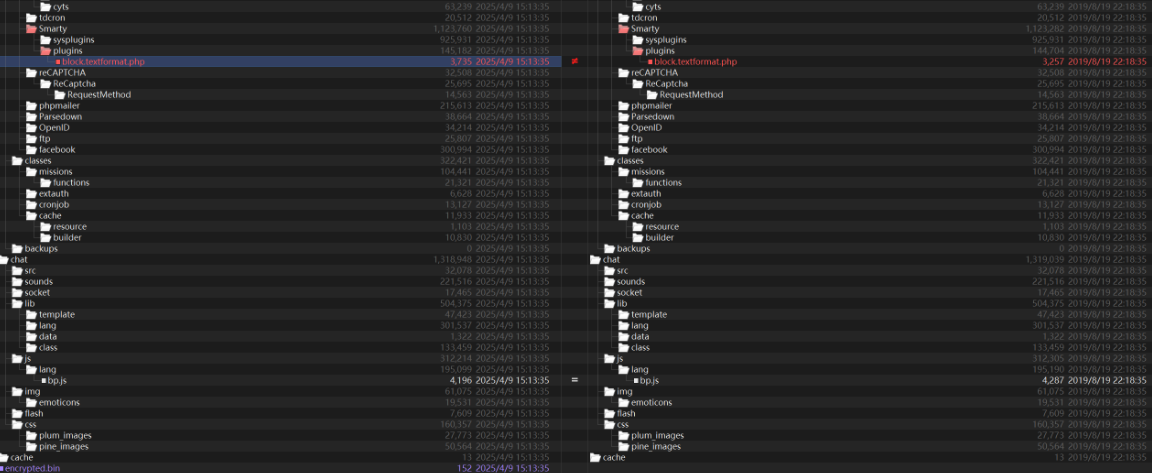 cyts 63,239 2025/4/9 15:13:35 cyts 63,239 2019/8/19 22:18:35
tdcron 20,512 2025/4/9 15:13:35 tdcron 20,512 2019/8/19 22:18:35
Smarty 1,123,760 2025/4/9 15:13:35 Smarty 1,123,282 2019/8/19 22:18:35
sysplugins 925,931 2025/4/9 15:13:35 sysplugins 925,931 2019/8/19 22:18:35
plugins 145,182 2025/4/9 15:13:35 plugins 144,704 2019/8/19 22:18:35
block.textformat.php 3,735 2025/4/9 15:13:35 ≠ block.textformat.php 3,257 2019/8/19 22:18:35
reCAPTCHA 32,508 2025/4/9 15:13:35 reCAPTCHA 32,508 2019/8/19 22:18:35
ReCaptcha 25,695 2025/4/9 15:13:35 ReCaptcha 25,695 2019/8/19 22:18:35
RequestMethod 14,563 2025/4/9 15:13:35 RequestMethod 14,563 2019/8/19 22:18:35
phpmailer 215,613 2025/4/9 15:13:35 phpmailer 215,613 2019/8/19 22:18:35
Parsedown 38,664 2025/4/9 15:13:35 Parsedown 38,664 2019/8/19 22:18:35
OpenID 34,214 2025/4/9 15:13:35 OpenID 34,214 2019/8/19 22:18:35
ftp 25,807 2025/4/9 15:13:35 ftp 25,807 2019/8/19 22:18:35
facebook 300,994 2025/4/9 15:13:35 facebook 300,994 2019/8/19 22:18:35
classes 322,421 2025/4/9 15:13:35 classes 322,421 2019/8/19 22:18:35
missions 104,441 2025/4/9 15:13:35 missions 104,441 2019/8/19 22:18:35
functions 21,321 2025/4/9 15:13:35 functions 21,321 2019/8/19 22:18:35
extauth 6,628 2025/4/9 15:13:35 extauth 6,628 2019/8/19 22:18:35
cronjob 13,127 2025/4/9 15:13:35 cronjob 13,127 2019/8/19 22:18:35
cache 11,933 2025/4/9 15:13:35 cache 11,933 2019/8/19 22:18:35
resource 1,103 2025/4/9 15:13:35 resource 1,103 2019/8/19 22:18:35
builder 10,830 2025/4/9 15:13:35 builder 10,830 2019/8/19 22:18:35
backups 0 2025/4/9 15:13:35 backups 0 2019/8/19 22:18:35
chat 1,318,948 2025/4/9 15:13:35 chat 1,319,039 2019/8/19 22:18:35
src 32,078 2025/4/9 15:13:35 src 32,078 2019/8/19 22:18:35
sounds 221,516 2025/4/9 15:13:35 sounds 221,516 2019/8/19 22:18:35
socket 17,465 2025/4/9 15:13:35 socket 17,465 2019/8/19 22:18:35
lib 504,375 2025/4/9 15:13:35 lib 504,375 2019/8/19 22:18:35
template 47,423 2025/4/9 15:13:35 template 47,423 2019/8/19 22:18:35
lang 301,537 2025/4/9 15:13:35 lang 301,537 2019/8/19 22:18:35
data 1,322 2025/4/9 15:13:35 data 1,322 2019/8/19 22:18:35
class 133,459 2025/4/9 15:13:35 class 133,459 2019/8/19 22:18:35
js 312,214 2025/4/9 15:13:35 js 312,305 2019/8/19 22:18:35
lang 195,099 2025/4/9 15:13:35 lang 195,190 2019/8/19 22:18:35
bp.js 4,196 2025/4/9 15:13:35 = bp.js 4,287 2019/8/19 22:18:35
img 61,075 2025/4/9 15:13:35 img 61,075 2019/8/19 22:18:35
emoticons 19,531 2025/4/9 15:13:35 emoticons 19,531 2019/8/19 22:18:35
flash 7,609 2025/4/9 15:13:35 flash 7,609 2019/8/19 22:18:35
css 160,357 2025/4/9 15:13:35 css 160,357 2019/8/19 22:18:35
plum_images 27,773 2025/4/9 15:13:35 plum_images 27,773 2019/8/19 22:18:35
pine_images 50,564 2025/4/9 15:13:35 pine_images 50,564 2019/8/19 22:18:35
cache 13 2025/4/9 15:13:35 cache 13 2019/8/19 22:18:35
encrypted.bin 152 2025/4/9 15:13:35